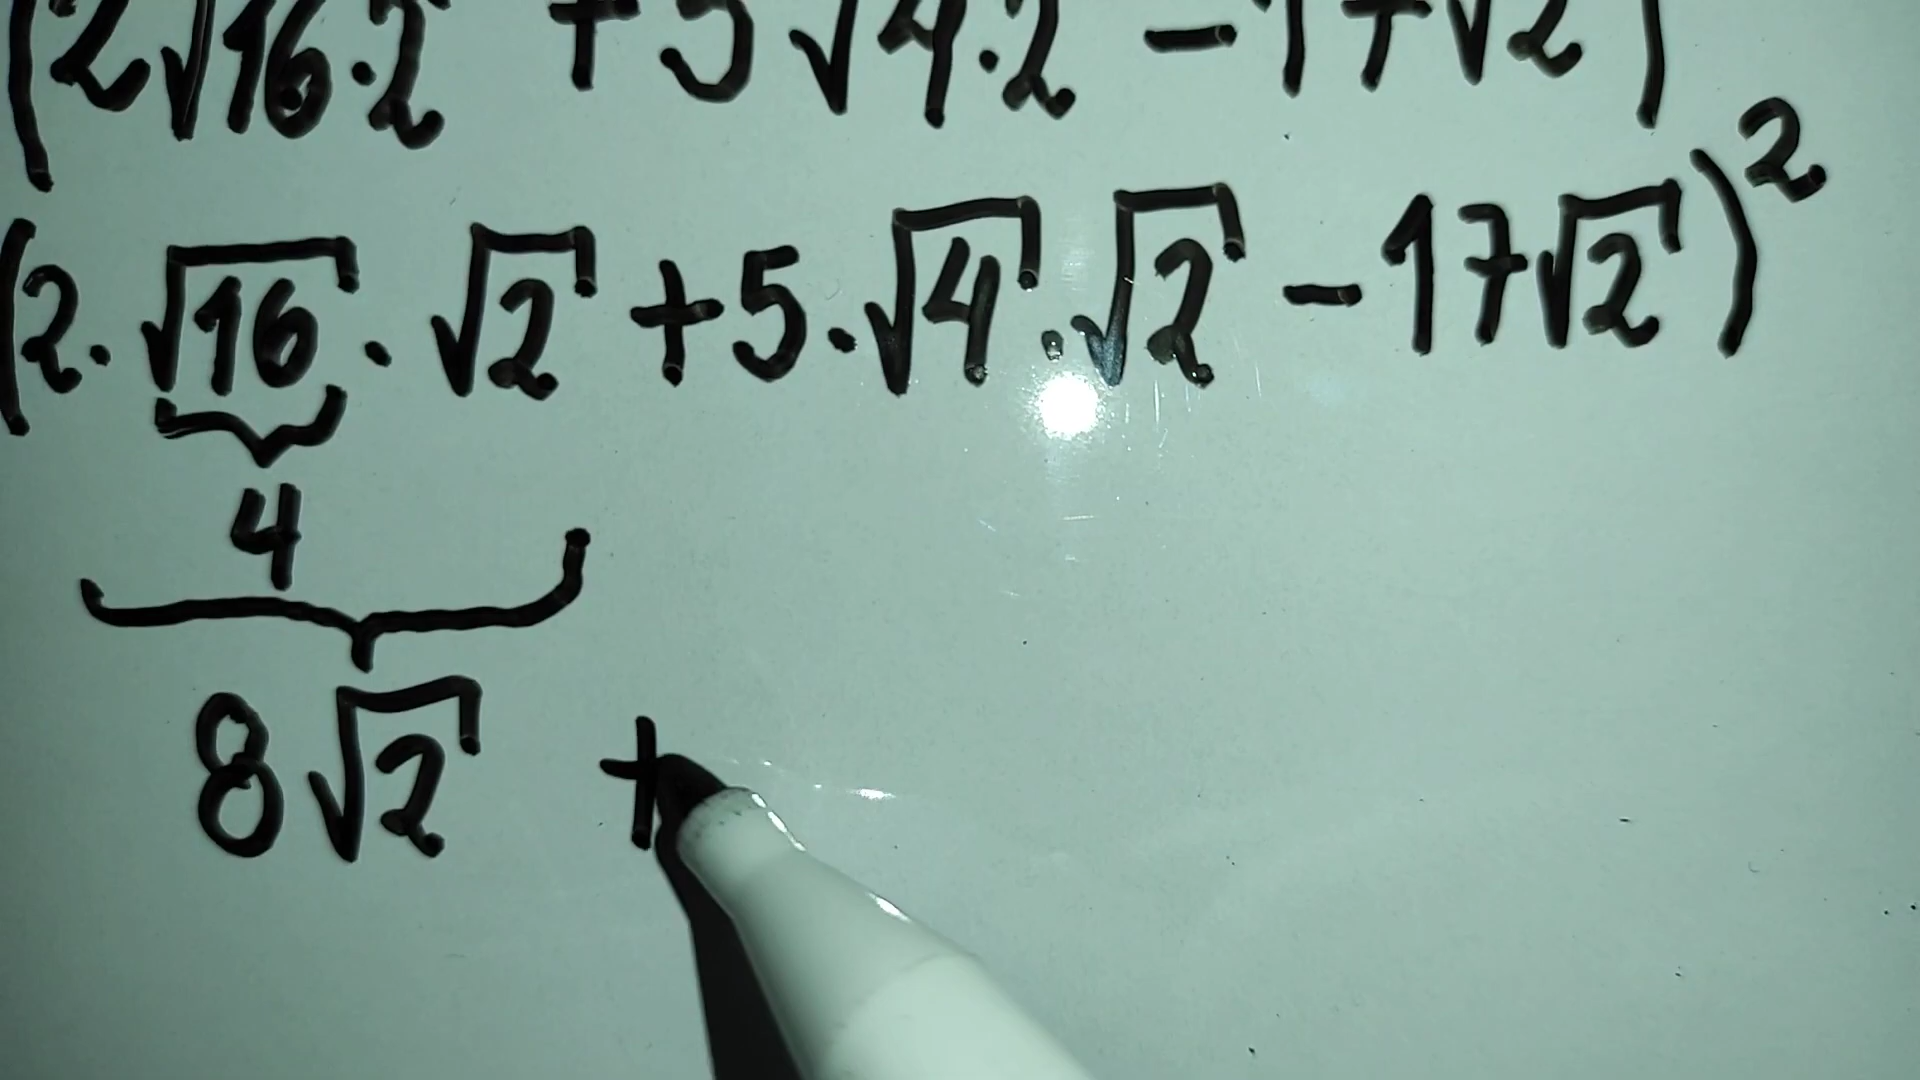 (2√16·2 + 5√4·2 - 17√2)
(2·√16·√2 + 5·√4·√2 - 17√2)²
4
8√2 +